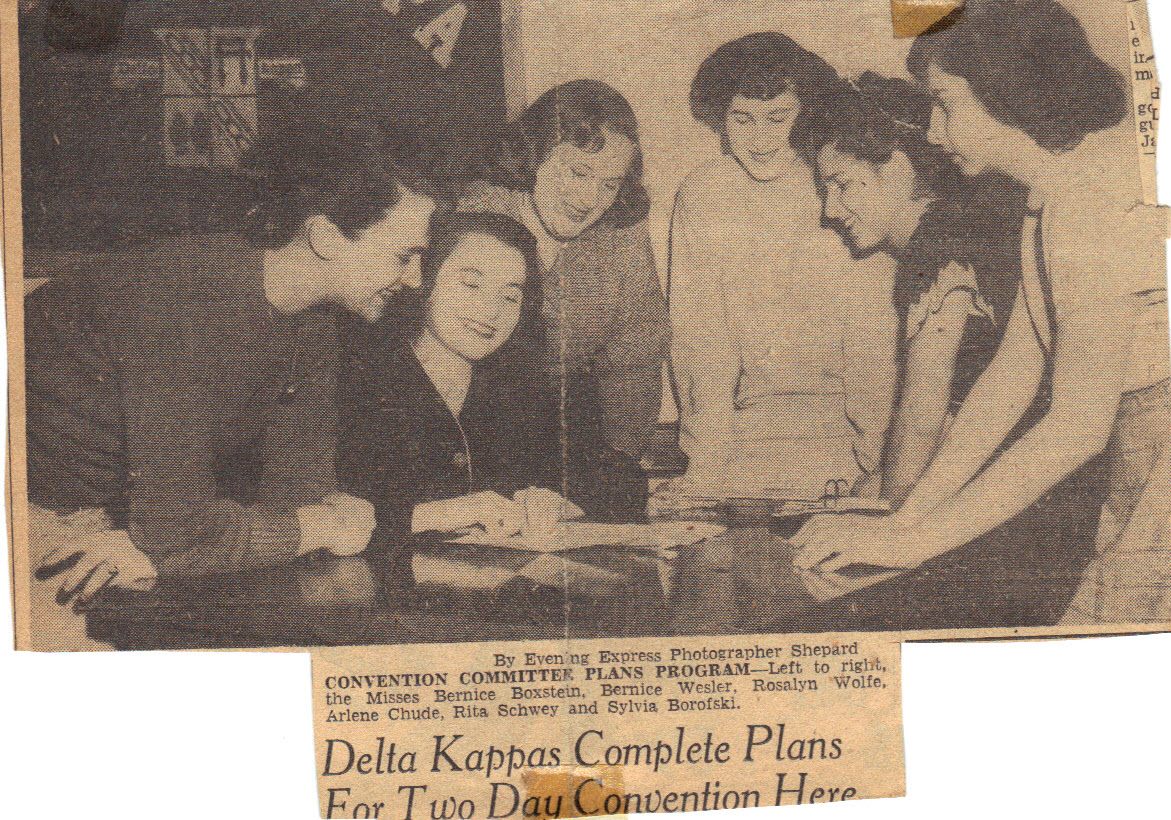 By Evening Express Photographer Shepard
CONVENTION COMMITTEE PLANS PROGRAM—Left to right,
the Misses Bernice Boxstein, Bernice Wesler, Rosalyn Wolfe,
Arlene Chude, Rita Schwey and Sylvia Borofski.
Delta Kappas Complete Plans
For Two Day Convention Here